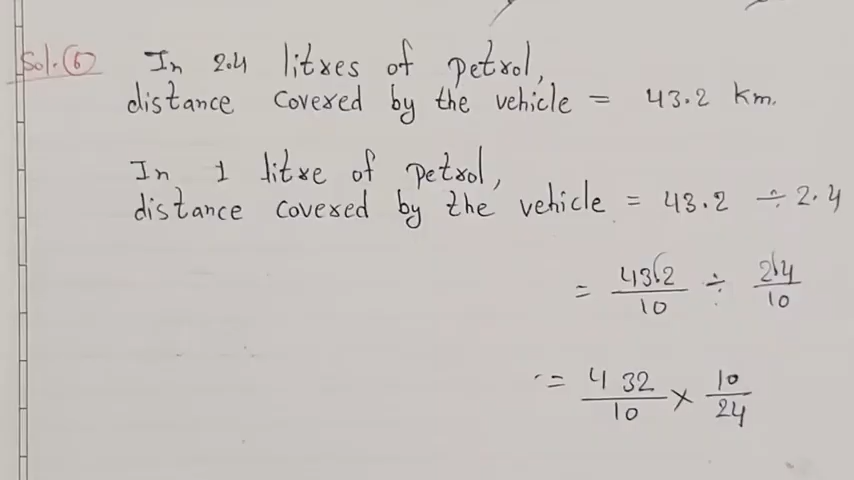 Sol. 6 In 2.4 litres of petrol,
distance covered by the vehicle = 43.2 km.
In 1 litre of petrol,
distance covered by the vehicle = 43.2 ÷ 2.4
= 432/10 ÷ 24/10
= 432/10 × 10/24